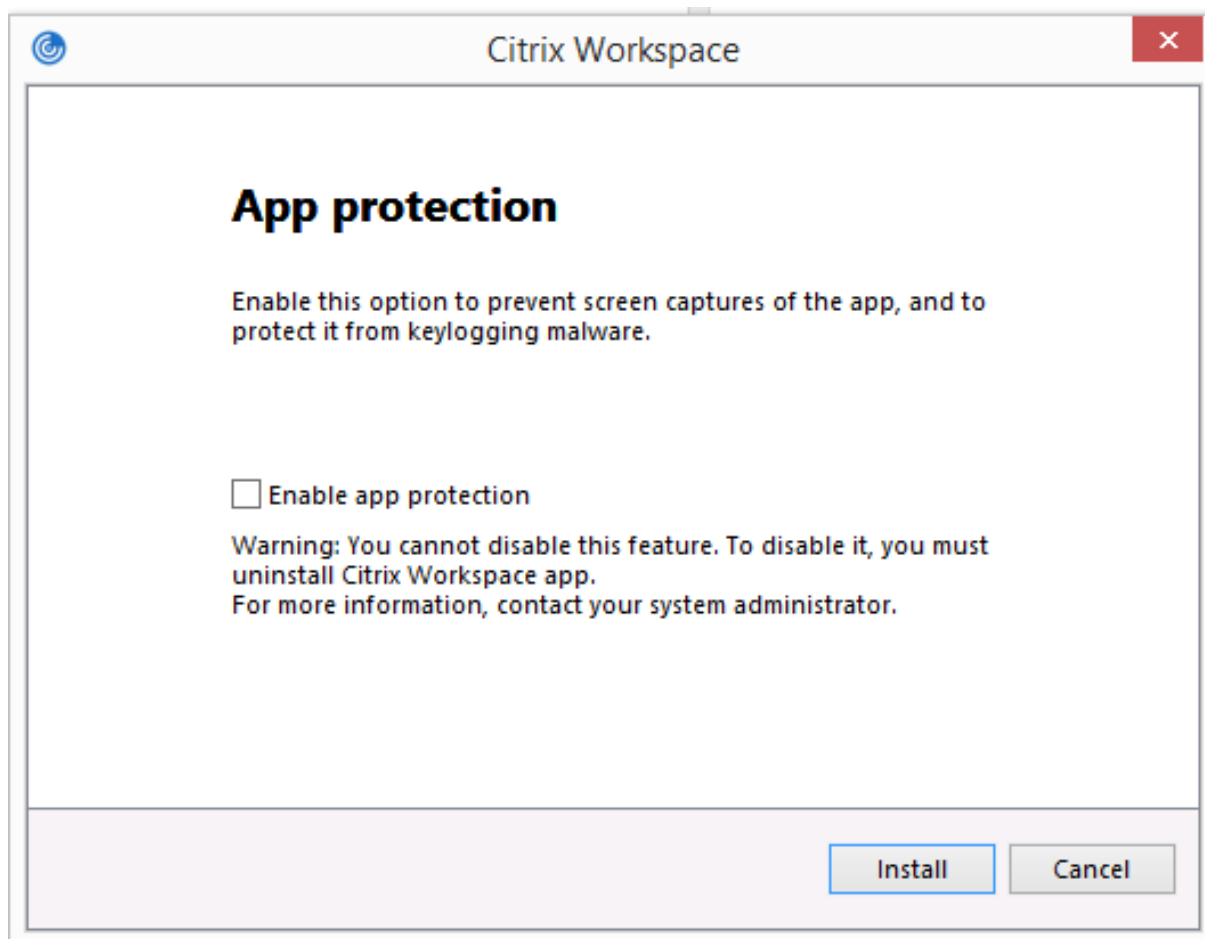 Citrix Workspace
App protection
Enable this option to prevent screen captures of the app, and to
protect it from keylogging malware.
Enable app protection
Warning: You cannot disable this feature. To disable it, you must
uninstall Citrix Workspace app.
For more information, contact your system administrator.
Install Cancel